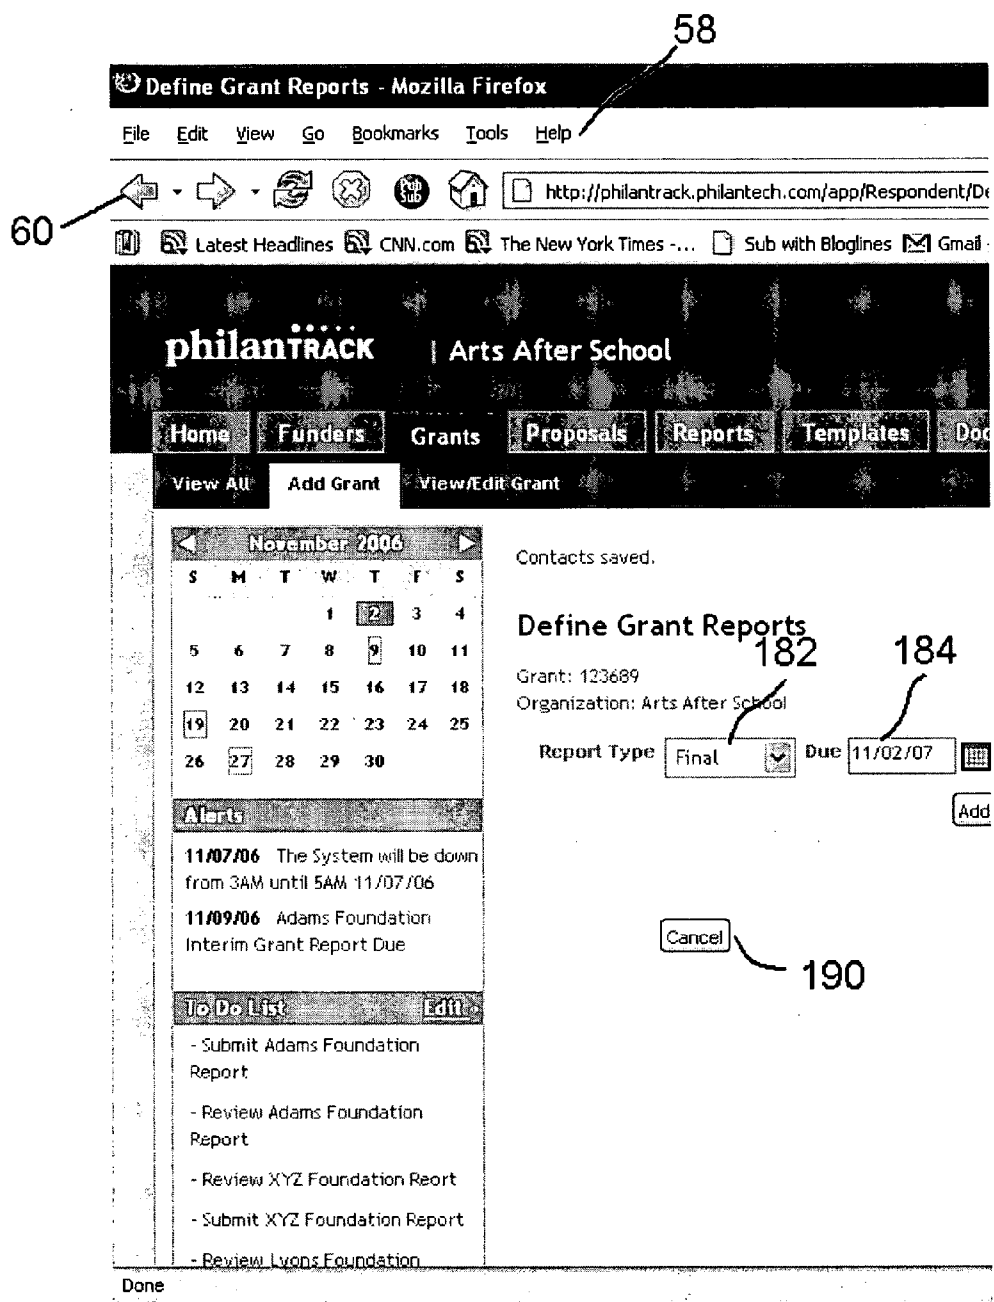 58
Define Grant Reports - Mozilla Firefox
File Edit View Go Bookmarks Tools Help
60
Pub Sub
http://philantrack.philantech.com/app/Respondent/De
Latest Headlines CNN.com The New York Times -... Sub with Bloglines Gmail
philanTRACK | Arts After School
Home Funders Grants Proposals Reports Templates Doc
View All Add Grant View/Edit Grant
November 2006
S M T W T F S
1 2 3 4
5 6 7 8 9 10 11
12 13 14 15 16 17 18
19 20 21 22 23 24 25
26 27 28 29 30
Contacts saved.
Define Grant Reports
182 184
Grant: 123689
Organization: Arts After School
Report Type Final Due 11/02/07
Add
Cancel
190
Alerts
11/07/06 The System will be down
from 3AM until 5AM 11/07/06
11/09/06 Adams Foundation
Interim Grant Report Due
To Do List Edit
- Submit Adams Foundation
Report
- Review Adams Foundation
Report
- Review XYZ Foundation Reort
- Submit XYZ Foundation Report
- Review Lyons Foundation
Done